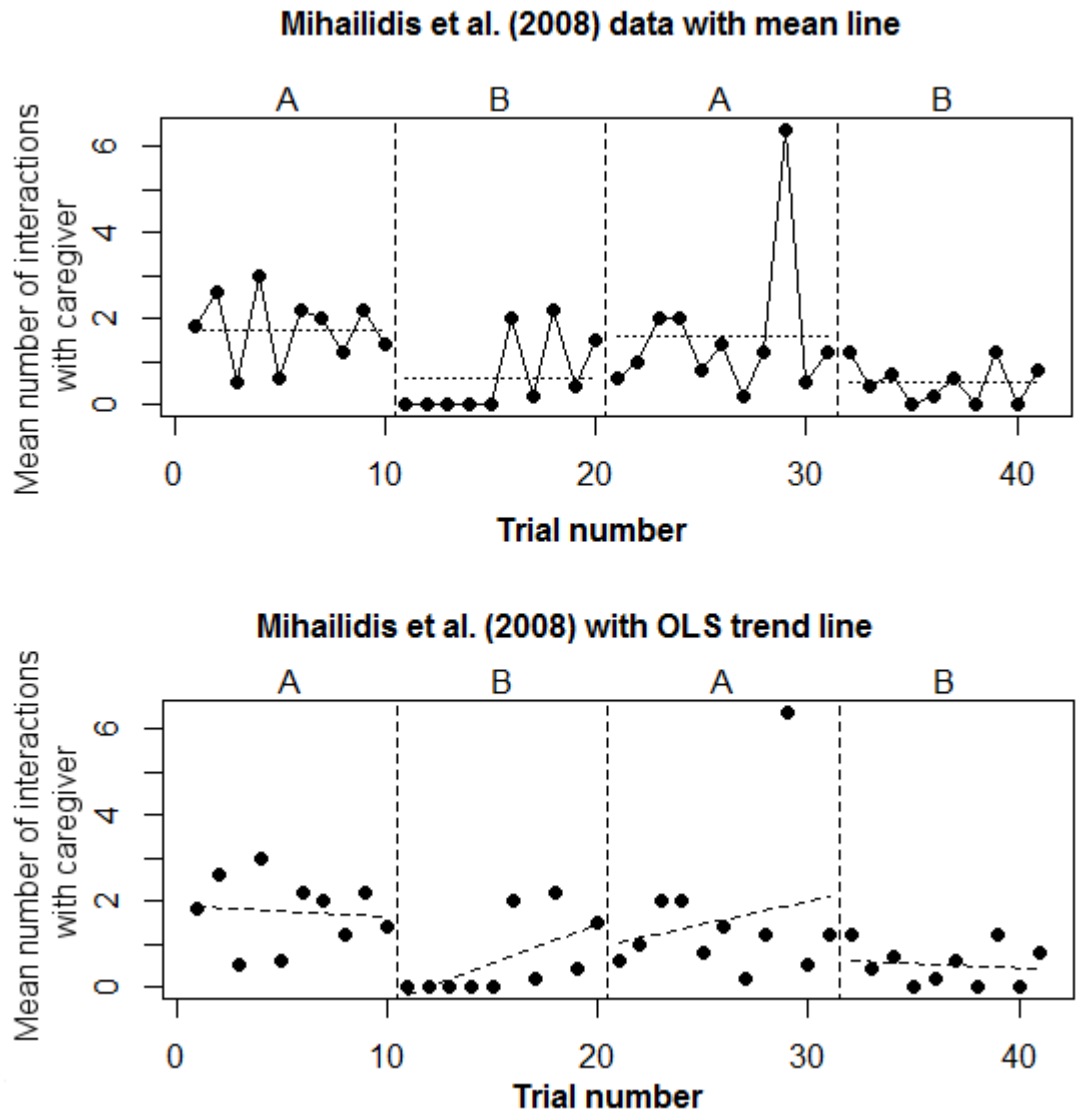 Mihailidis et al. (2008) data with mean line
A B A B
Mean number of interactions
with caregiver
6
4
2
0
0 10 20 30 40
Trial number
Mihailidis et al. (2008) with OLS trend line
A B A B
Mean number of interactions
with caregiver
6
4
2
0
0 10 20 30 40
Trial number